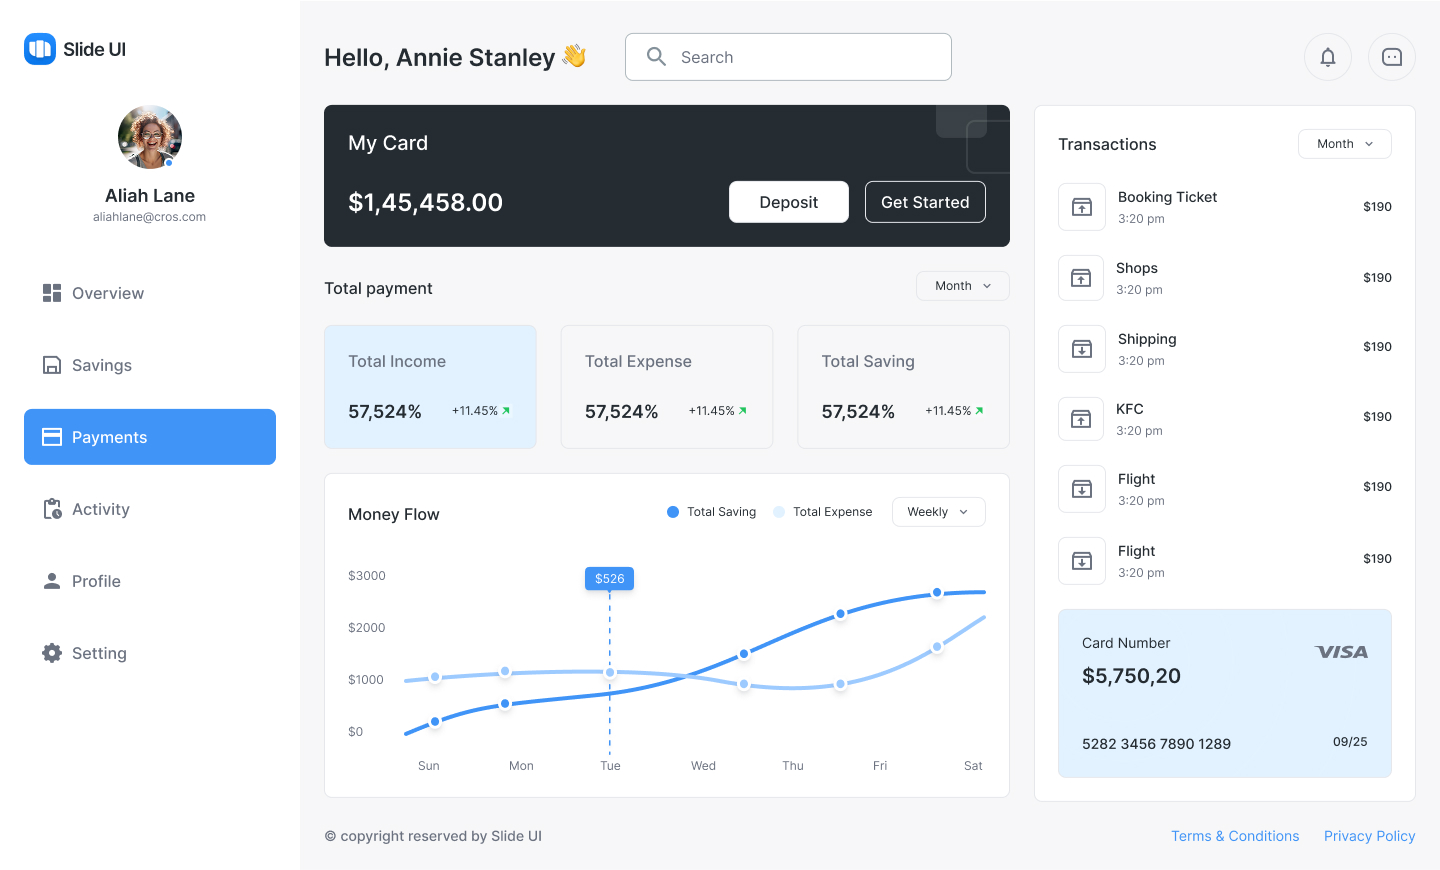 Slide UI
Aliah Lane
aliahlane@cros.com
Overview
Savings
Payments
Activity
Profile
Setting
Hello, Annie Stanley 👋
Search
My Card
$1,45,458.00
Deposit
Get Started
Total payment
Month
Total Income
57,524%
+11.45%
Total Expense
57,524%
+11.45%
Total Saving
57,524%
+11.45%
Money Flow
Total Saving
Total Expense
Weekly
$3000
$2000
$1000
$0
$526
Sun
Mon
Tue
Wed
Thu
Fri
Sat
Transactions
Month
Booking Ticket
3:20 pm
$190
Shops
3:20 pm
$190
Shipping
3:20 pm
$190
KFC
3:20 pm
$190
Flight
3:20 pm
$190
Flight
3:20 pm
$190
Card Number
VISA
$5,750,20
5282 3456 7890 1289
09/25
© copyright reserved by Slide UI
Terms & Conditions
Privacy Policy